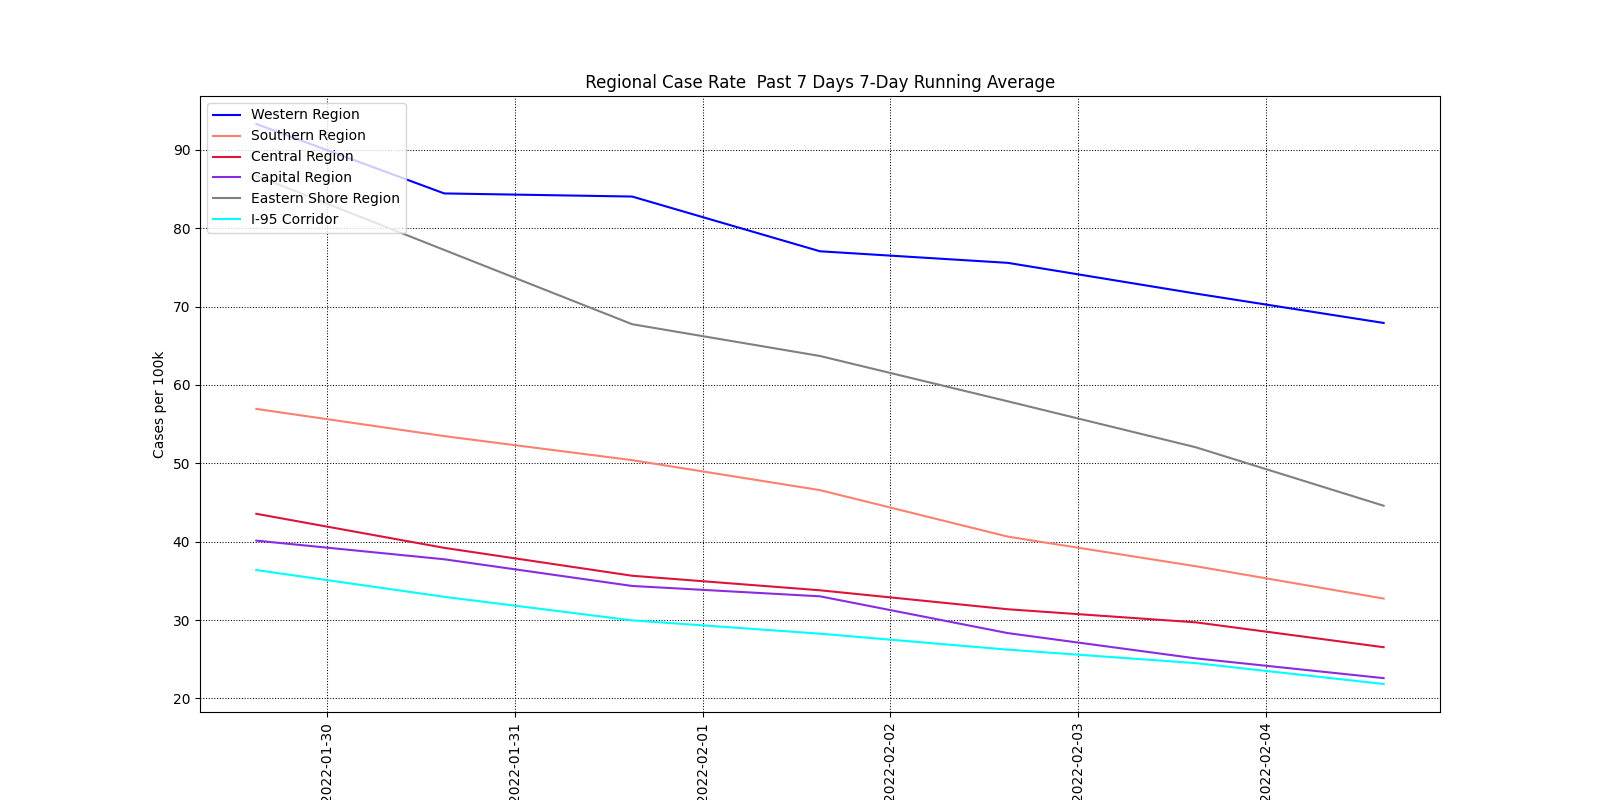 Regional Case Rate  Past 7 Days 7-Day Running Average
Western Region
Southern Region
Central Region
Capital Region
Eastern Shore Region
I-95 Corridor
Cases per 100k
90
80
70
60
50
40
30
20
2022-01-30
2022-01-31
2022-02-01
2022-02-02
2022-02-03
2022-02-04